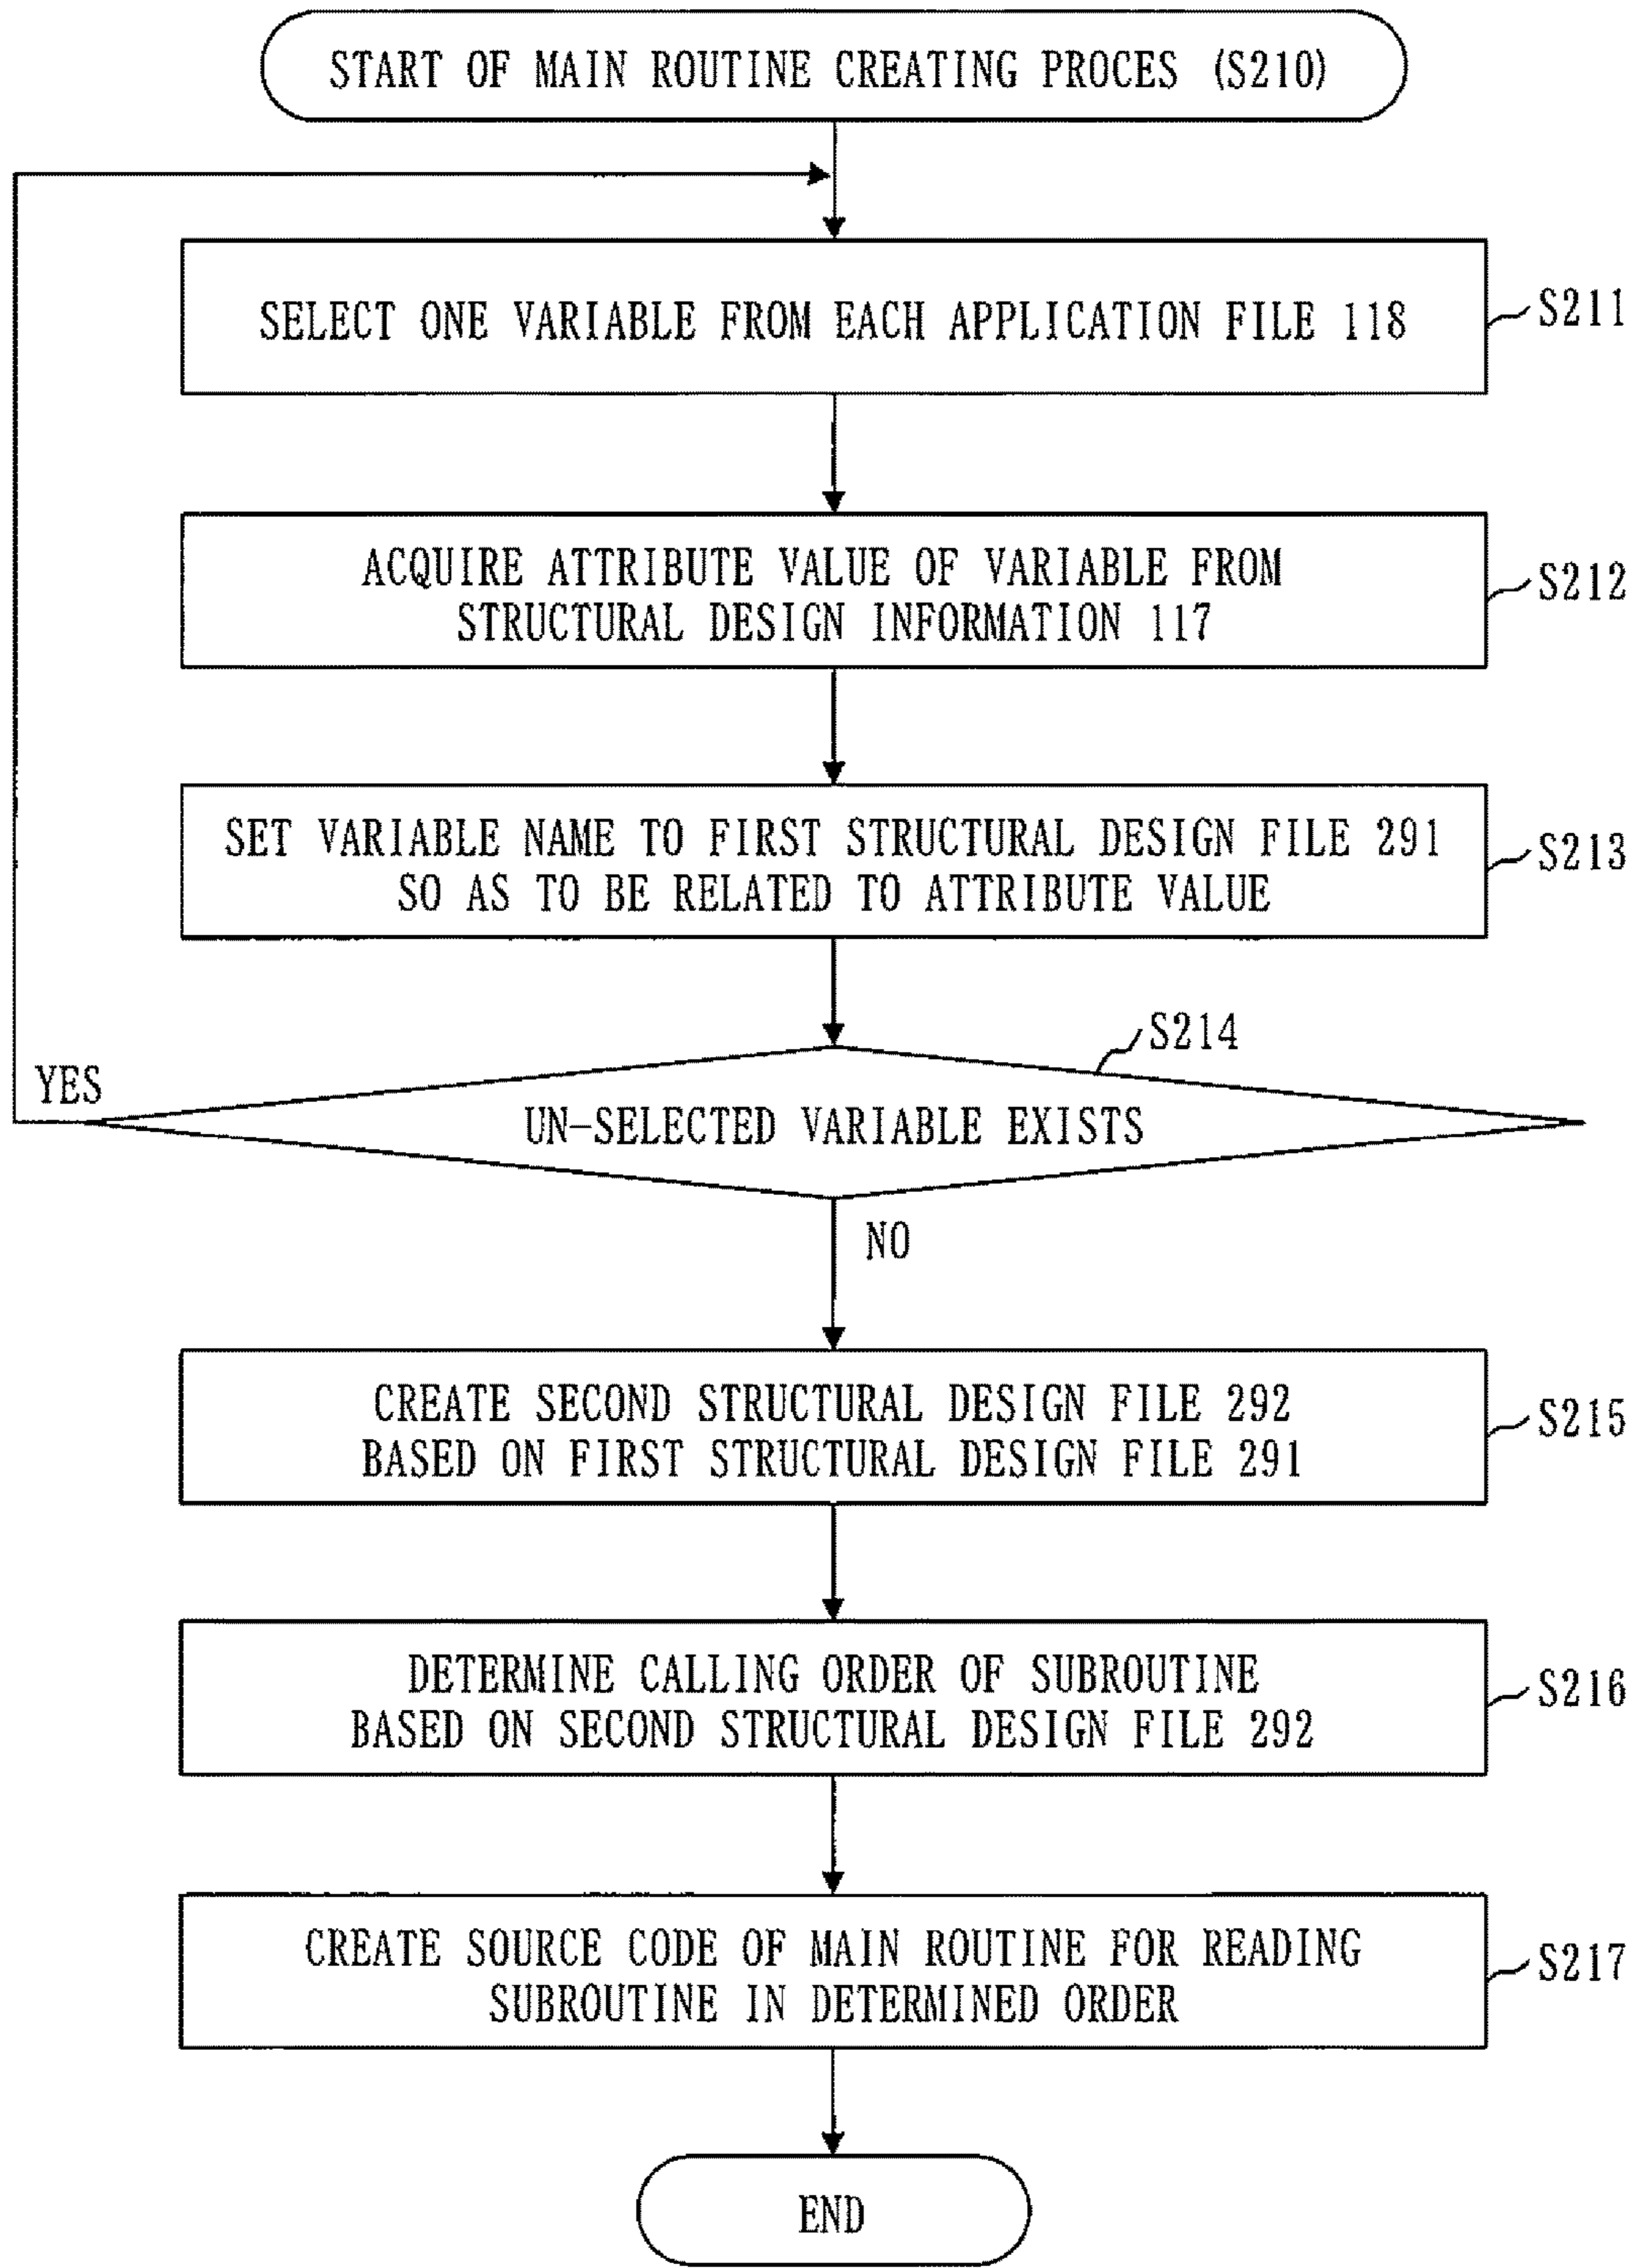 START OF MAIN ROUTINE CREATING PROCES (S210)
SELECT ONE VARIABLE FROM EACH APPLICATION FILE 118
S211
ACQUIRE ATTRIBUTE VALUE OF VARIABLE FROM
STRUCTURAL DESIGN INFORMATION 117
S212
SET VARIABLE NAME TO FIRST STRUCTURAL DESIGN FILE 291
SO AS TO BE RELATED TO ATTRIBUTE VALUE
S213
S214
YES
UN-SELECTED VARIABLE EXISTS
NO
CREATE SECOND STRUCTURAL DESIGN FILE 292
BASED ON FIRST STRUCTURAL DESIGN FILE 291
S215
DETERMINE CALLING ORDER OF SUBROUTINE
BASED ON SECOND STRUCTURAL DESIGN FILE 292
S216
CREATE SOURCE CODE OF MAIN ROUTINE FOR READING
SUBROUTINE IN DETERMINED ORDER
S217
END